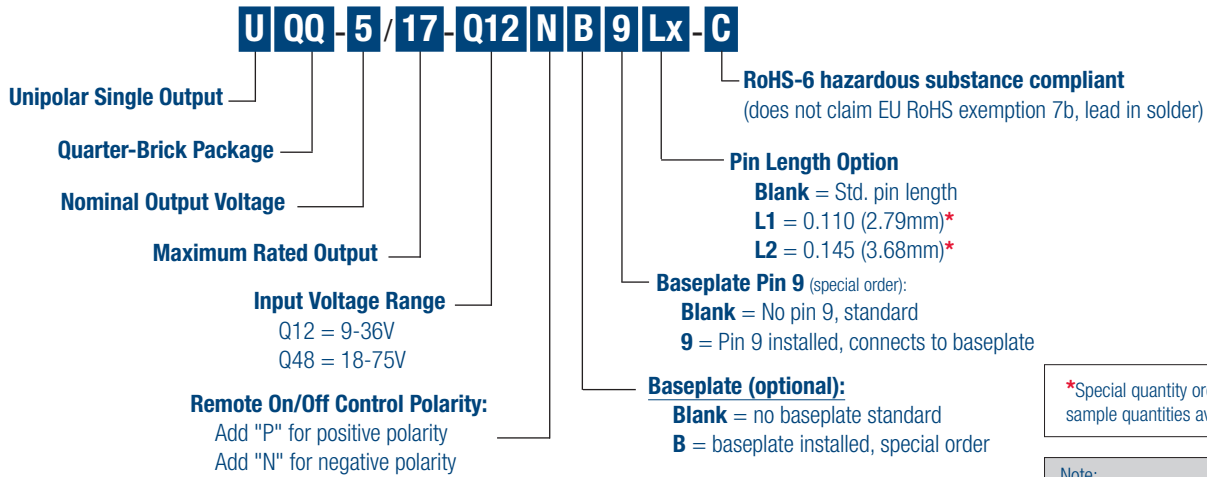 U QQ - 5 / 17 - Q12 N B 9 Lx - C
Unipolar Single Output
Quarter-Brick Package
Nominal Output Voltage
Maximum Rated Output
Input Voltage Range
Q12 = 9-36V
Q48 = 18-75V
Remote On/Off Control Polarity:
Add "P" for positive polarity
Add "N" for negative polarity
RoHS-6 hazardous substance compliant
(does not claim EU RoHS exemption 7b, lead in solder)
Pin Length Option
Blank = Std. pin length
L1 = 0.110 (2.79mm)*
L2 = 0.145 (3.68mm)*
Baseplate Pin 9 (special order):
Blank = No pin 9, standard
9 = Pin 9 installed, connects to baseplate
Baseplate (optional):
Blank = no baseplate standard
B = baseplate installed, special order
*Special quantity
sample quantities
Note: